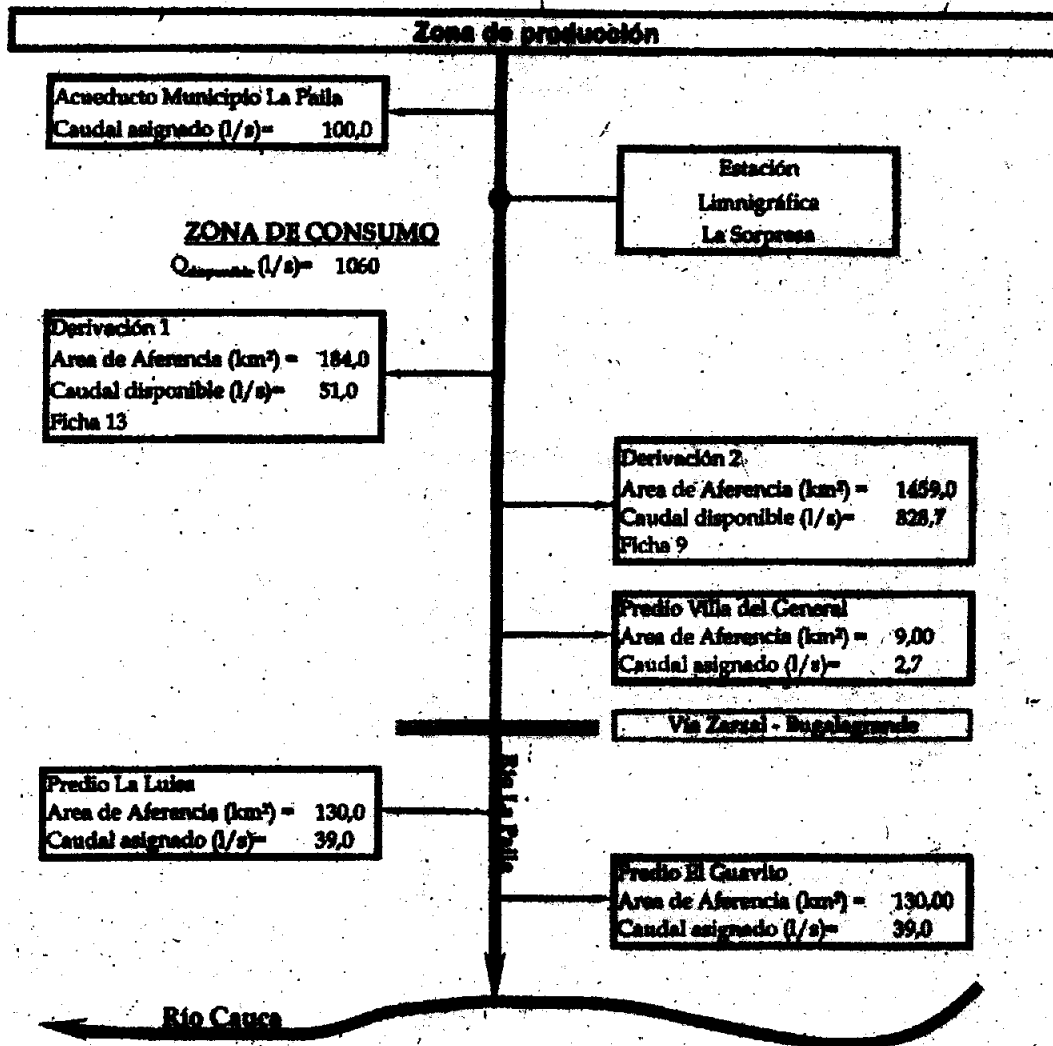 Zona de producción
Acueducto Municipio La Paila
Caudal asignado (l/s)= 100,0
Estación
Limnigráfica
La Sorpresa
ZONA DE CONSUMO
Qdisponible (l/s)= 1060
Derivación 1
Area de Aferencia (km²) = 184,0
Caudal disponible (l/s)= 51,0
Ficha 13
Derivación 2
Area de Aferencia (km²) = 1459,0
Caudal disponible (l/s)= 828,7
Ficha 9
Predio Villa del General
Area de Aferencia (km²) = 9,00
Caudal asignado (l/s)= 2,7
Vía Zarzal - Bugalagrande
Río La Paila
Predio La Luisa
Area de Aferencia (km²) = 130,0
Caudal asignado (l/s)= 39,0
Predio El Guavito
Area de Aferencia (km²) = 130,00
Caudal asignado (l/s)= 39,0
Río Cauca